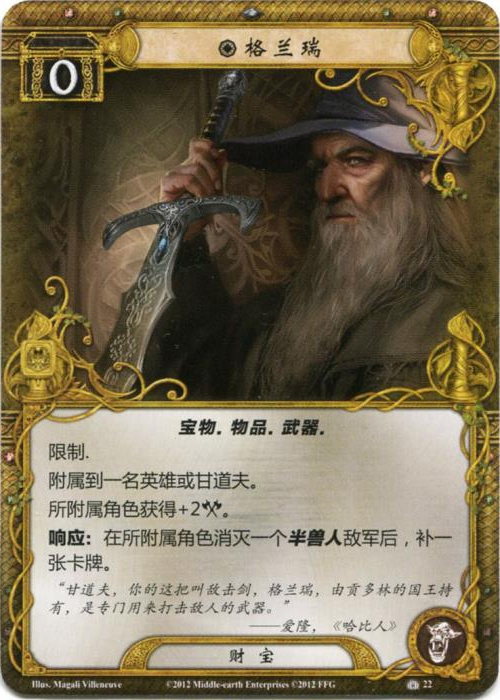 格兰瑞
0
宝物. 物品. 武器.
限制.
附属到一名英雄或甘道夫。
所附属角色获得+2。
响应：在所附属角色消灭一个半兽人敌军后，补一
张卡牌。
“甘道夫，你的这把叫敌击剑，格兰瑞，由贡多林的国王持
有，是专门用来打击敌人的武器。”
——爱隆，《哈比人》
财宝
Illus. Magali Villeneuve ©2012 Middle-earth Enterprises ©2012 FFG 22